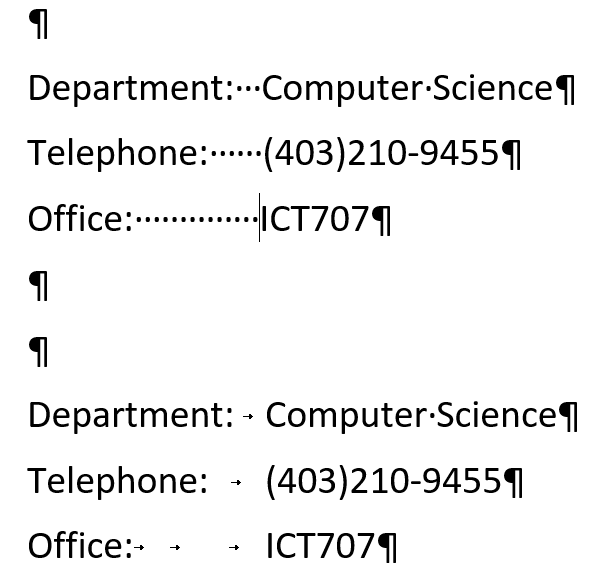 ¶
Department:···Computer·Science¶
Telephone:······(403)210-9455¶
Office:··············ICT707¶
¶
¶
Department:→Computer·Science¶
Telephone:→(403)210-9455¶
Office:→→→ICT707¶